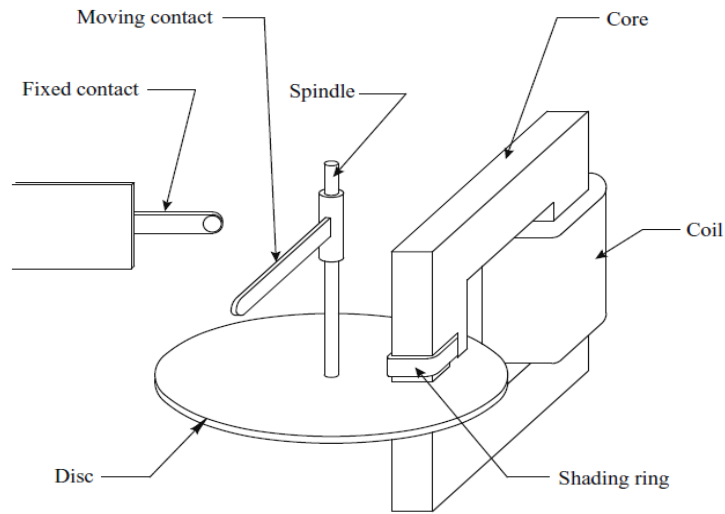 Moving contact
Core
Fixed contact
Spindle
Coil
Disc
Shading ring